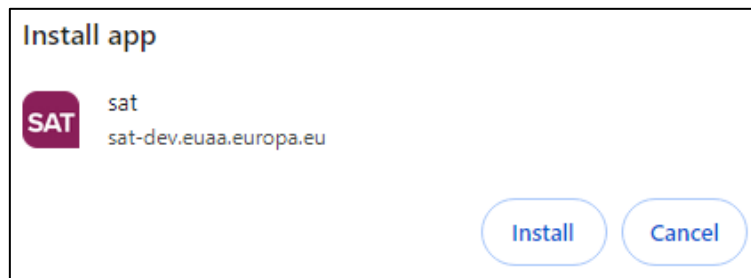 Install app
SAT
sat
sat-dev.euaa.europa.eu
Install
Cancel